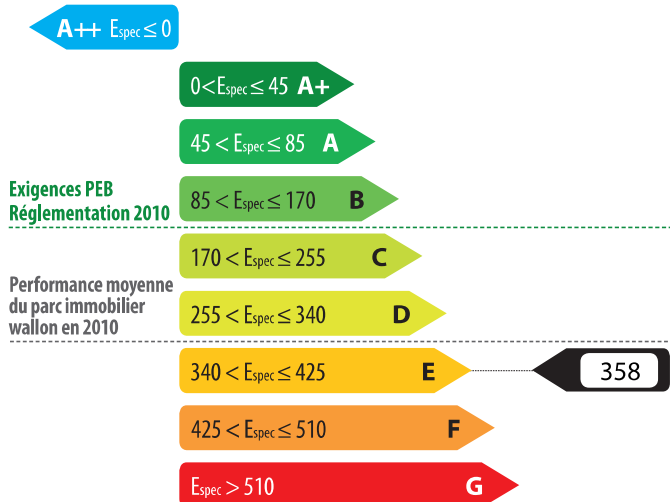 A++ Espec ≤ 0
0<Espec ≤ 45 A+
45 < Espec ≤ 85 A
Exigences PEB
Réglementation 2010
85 < Espec ≤ 170 B
170 < Espec ≤ 255 C
Performance moyenne
du parc immobilier
wallon en 2010
255 < Espec ≤ 340 D
340 < Espec ≤ 425 E
358
425 < Espec ≤ 510 F
Espec > 510 G